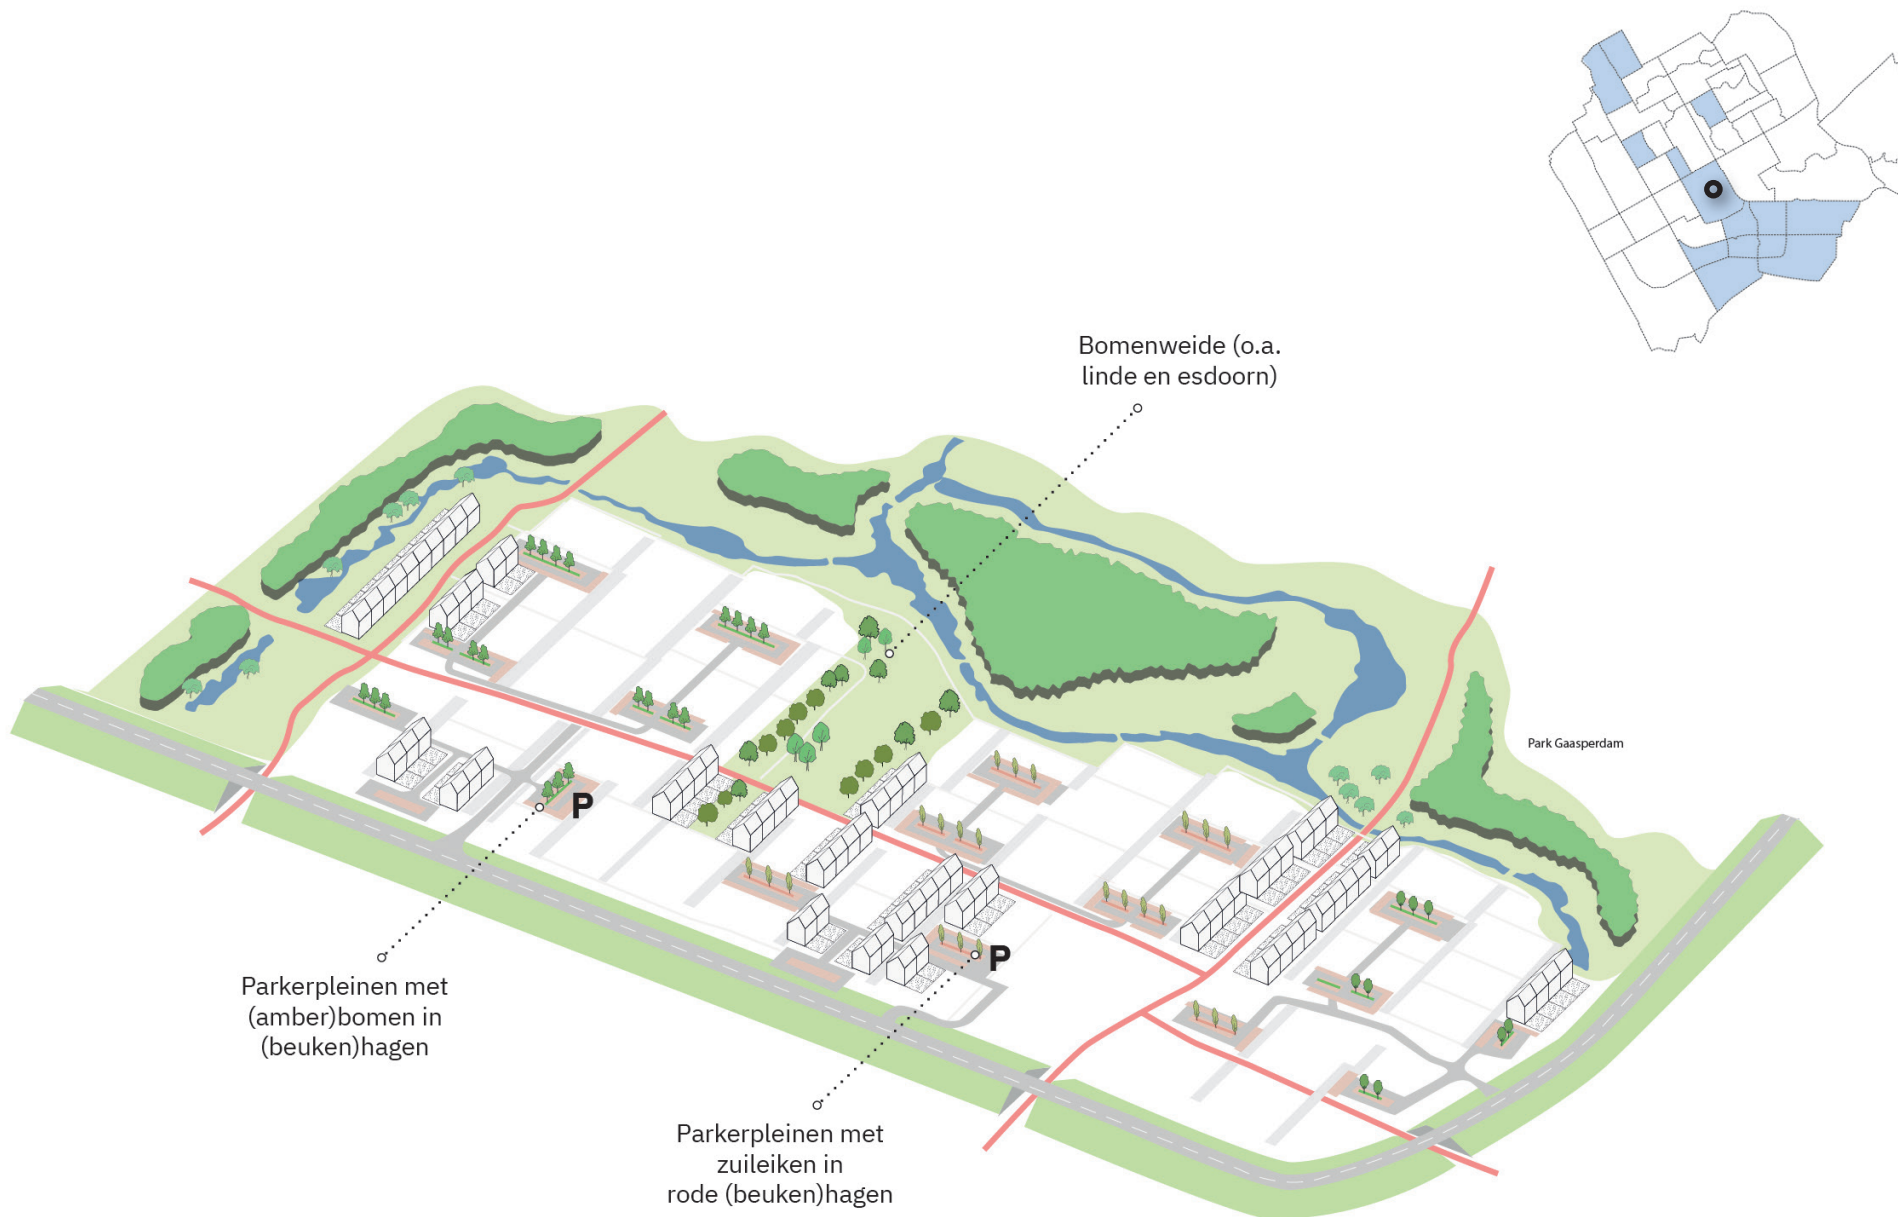 Bomenweide (o.a.
linde en esdoorn)
Park Gaasperdam
P
P
Parkerpleinen met
(amber)bomen in
(beuken)hagen
Parkerpleinen met
zuileiken in
rode (beuken)hagen